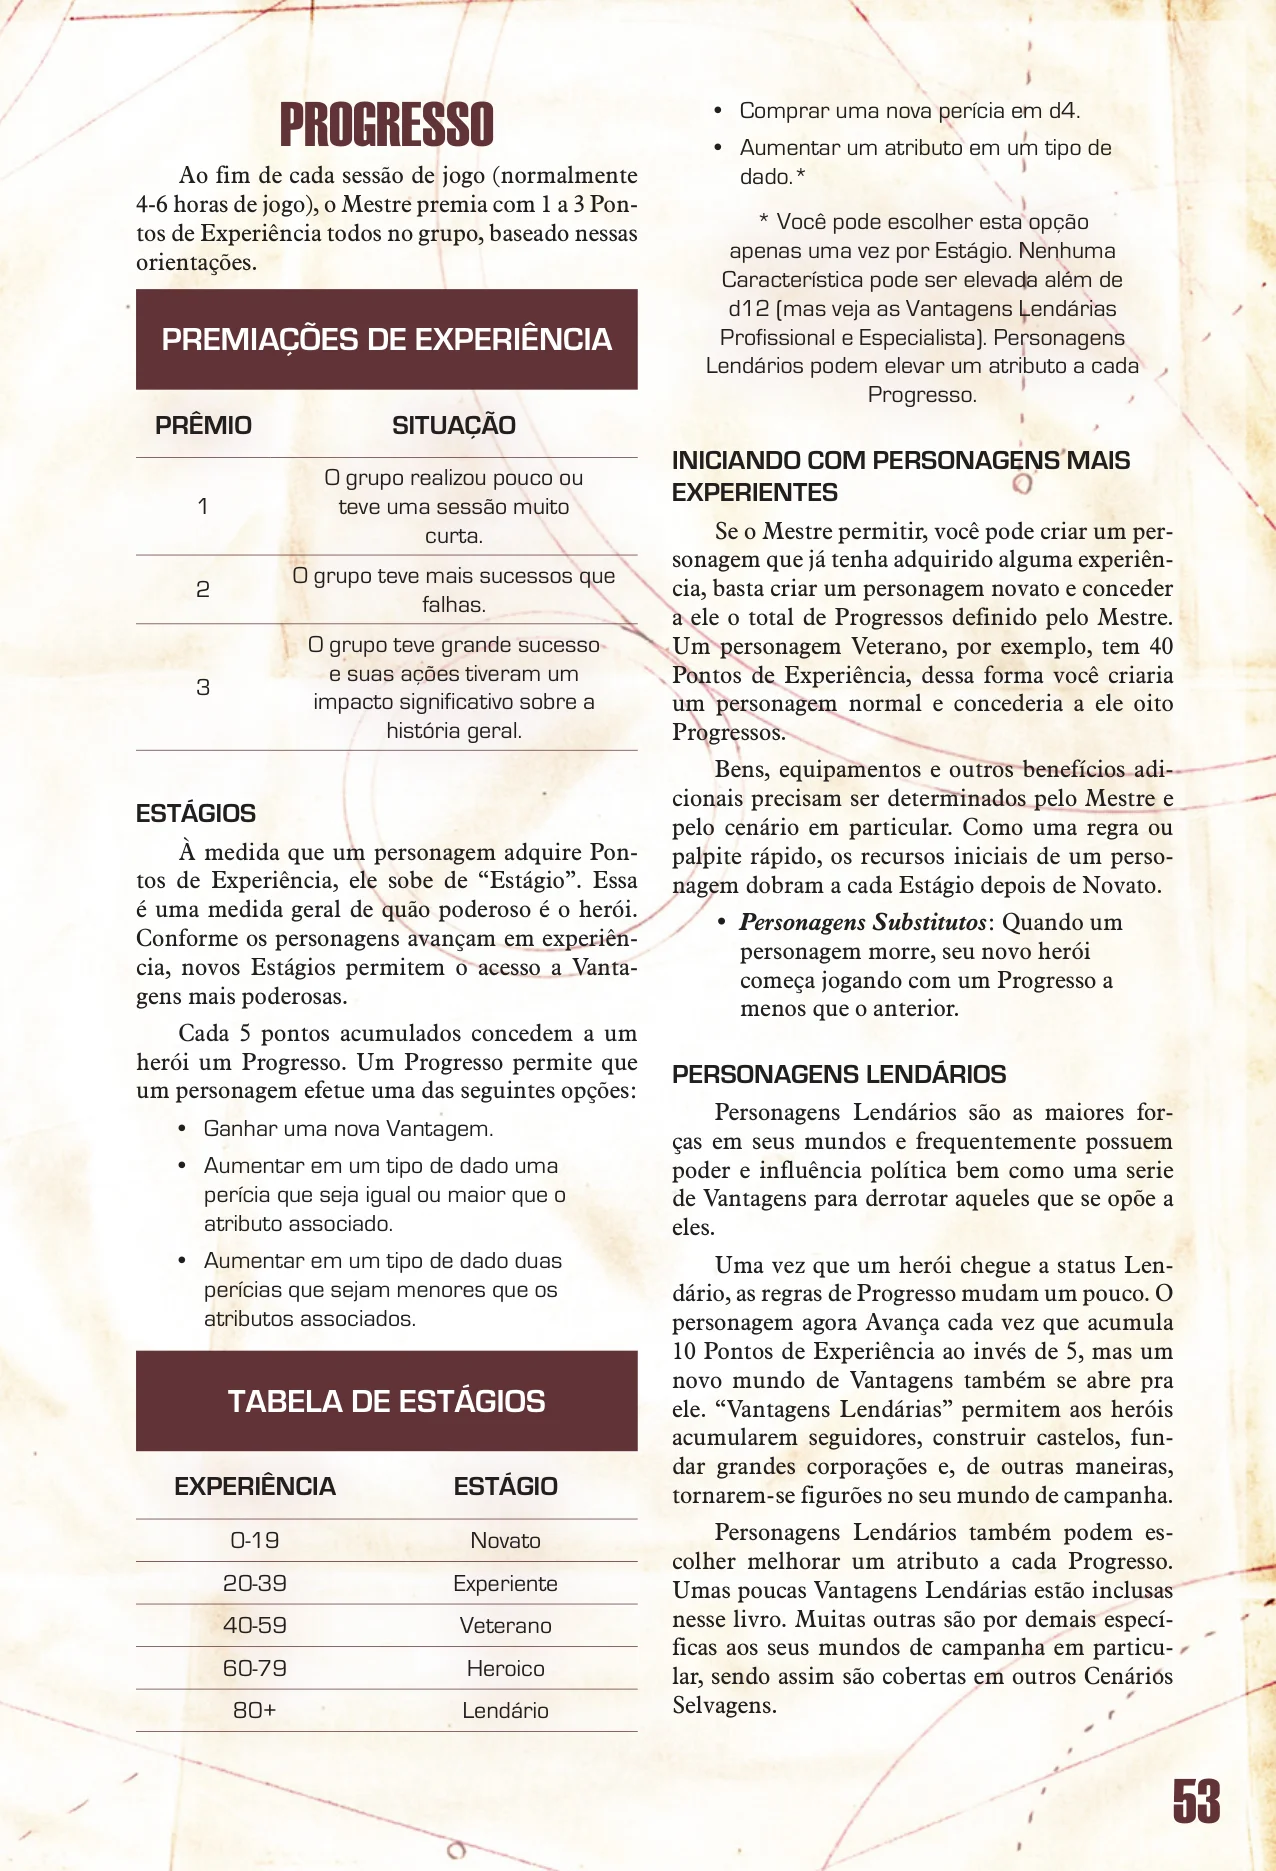 PROGRESSO
Ao fim de cada sessão de jogo (normalmente
4-6 horas de jogo), o Mestre premia com 1 a 3 Pon-
tos de Experiência todos no grupo, baseado nessas
orientações.
PREMIAÇÕES DE EXPERIÊNCIA
PRÊMIO SITUAÇÃO
O grupo realizou pouco ou
1 teve uma sessão muito
curta.
2 O grupo teve mais sucessos que
falhas.
O grupo teve grande sucesso
e suas ações tiveram um
3 impacto significativo sobre a
história geral.
ESTÁGIOS
À medida que um personagem adquire Pon-
tos de Experiência, ele sobe de “Estágio”. Essa
é uma medida geral de quão poderoso é o herói.
Conforme os personagens avançam em experiên-
cia, novos Estágios permitem o acesso a Vanta-
gens mais poderosas.
Cada 5 pontos acumulados concedem a um
herói um Progresso. Um Progresso permite que
um personagem efetue uma das seguintes opções:
• Ganhar uma nova Vantagem.
• Aumentar em um tipo de dado uma
perícia que seja igual ou maior que o
atributo associado.
• Aumentar em um tipo de dado duas
perícias que sejam menores que os
atributos associados.
TABELA DE ESTÁGIOS
EXPERIÊNCIA ESTÁGIO
0-19 Novato
20-39 Experiente
40-59 Veterano
60-79 Heroico
80+ Lendário
• Comprar uma nova perícia em d4.
• Aumentar um atributo em um tipo de
dado.*
* Você pode escolher esta opção
apenas uma vez por Estágio. Nenhuma
Característica pode ser elevada além de
d12 (mas veja as Vantagens Lendárias
Profissional e Especialista). Personagens
Lendários podem elevar um atributo a cada
Progresso.
INICIANDO COM PERSONAGENS MAIS
EXPERIENTES
Se o Mestre permitir, você pode criar um per-
sonagem que já tenha adquirido alguma experiên-
cia, basta criar um personagem novato e conceder
a ele o total de Progressos definido pelo Mestre.
Um personagem Veterano, por exemplo, tem 40
Pontos de Experiência, dessa forma você criaria
um personagem normal e concederia a ele oito
Progressos.
Bens, equipamentos e outros benefícios adi-
cionais precisam ser determinados pelo Mestre e
pelo cenário em particular. Como uma regra ou
palpite rápido, os recursos iniciais de um perso-
nagem dobram a cada Estágio depois de Novato.
• Personagens Substitutos: Quando um
personagem morre, seu novo herói
começa jogando com um Progresso a
menos que o anterior.
PERSONAGENS LENDÁRIOS
Personagens Lendários são as maiores for-
ças em seus mundos e frequentemente possuem
poder e influência política bem como uma serie
de Vantagens para derrotar aqueles que se opõe a
eles.
Uma vez que um herói chegue a status Len-
dário, as regras de Progresso mudam um pouco. O
personagem agora Avança cada vez que acumula
10 Pontos de Experiência ao invés de 5, mas um
novo mundo de Vantagens também se abre pra
ele. “Vantagens Lendárias” permitem aos heróis
acumularem seguidores, construir castelos, fun-
dar grandes corporações e, de outras maneiras,
tornarem-se figurões no seu mundo de campanha.
Personagens Lendários também podem es-
colher melhorar um atributo a cada Progresso.
Umas poucas Vantagens Lendárias estão inclusas
nesse livro. Muitas outras são por demais especí-
ficas aos seus mundos de campanha em particu-
lar, sendo assim são cobertas em outros Cenários
Selvagens.
53